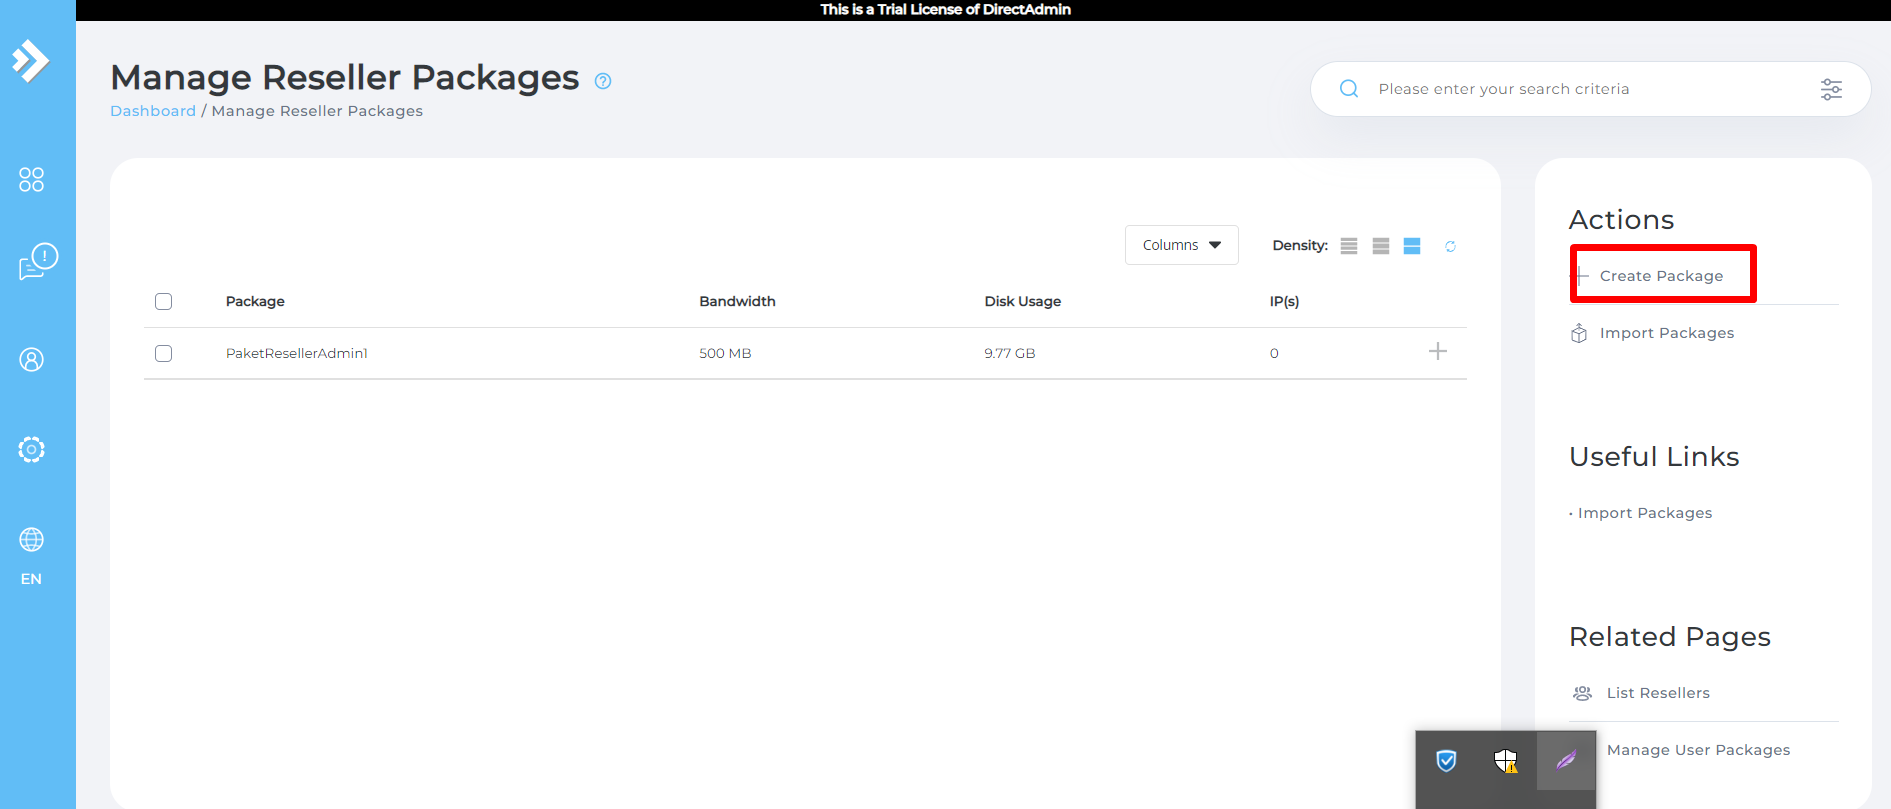 This is a Trial License of DirectAdmin
Manage Reseller Packages
Dashboard / Manage Reseller Packages
Please enter your search criteria
Columns
Density:
Package Bandwidth Disk Usage IP(s)
PaketResellerAdmin1 500 MB 9.77 GB 0
Actions
Create Package
Import Packages
Useful Links
• Import Packages
Related Pages
List Resellers
Manage User Packages
EN